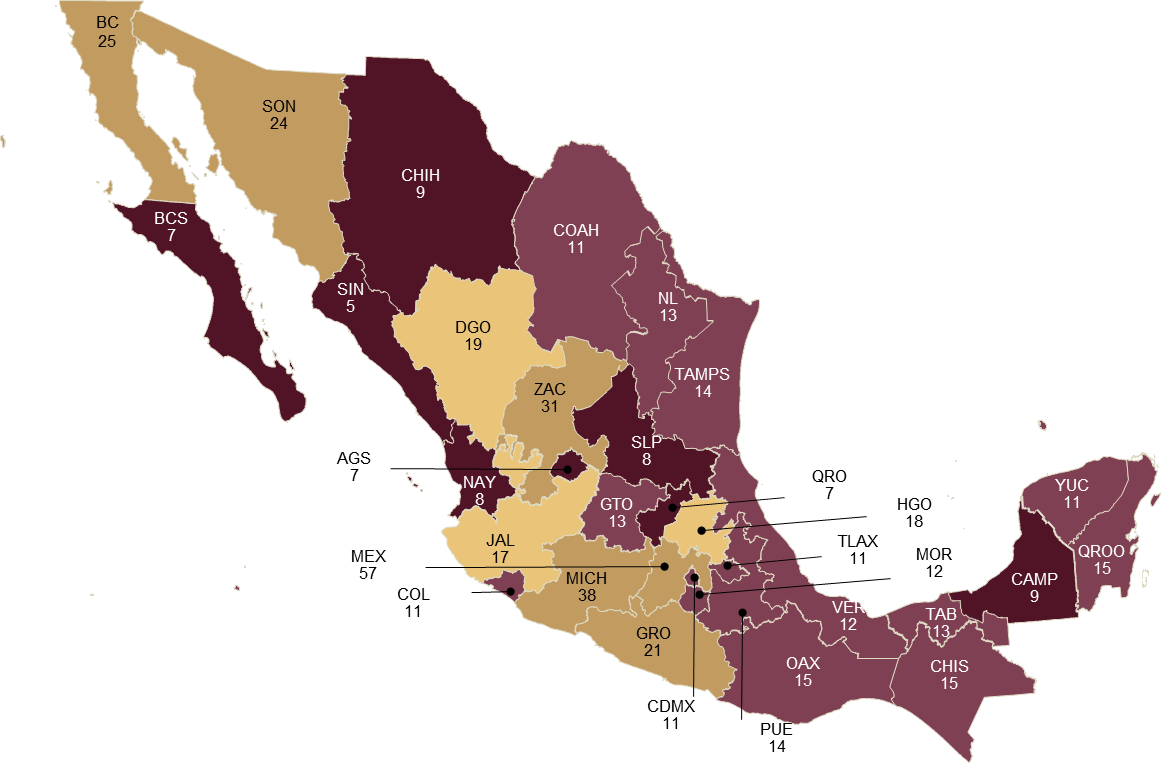 BC
25
SON
24
CHIH
9
BCS
7
COAH
11
SIN
5
NL
13
DGO
19
TAMPS
14
ZAC
31
SLP
8
AGS
7
NAY
8
QRO
7
GTO
13
HGO
18
YUC
11
JAL
17
TLAX
11
MEX
57
MOR
12
QROO
15
MICH
38
CAMP
9
COL
11
VER
12
TAB
13
GRO
21
OAX
15
CHIS
15
CDMX
11
PUE
14